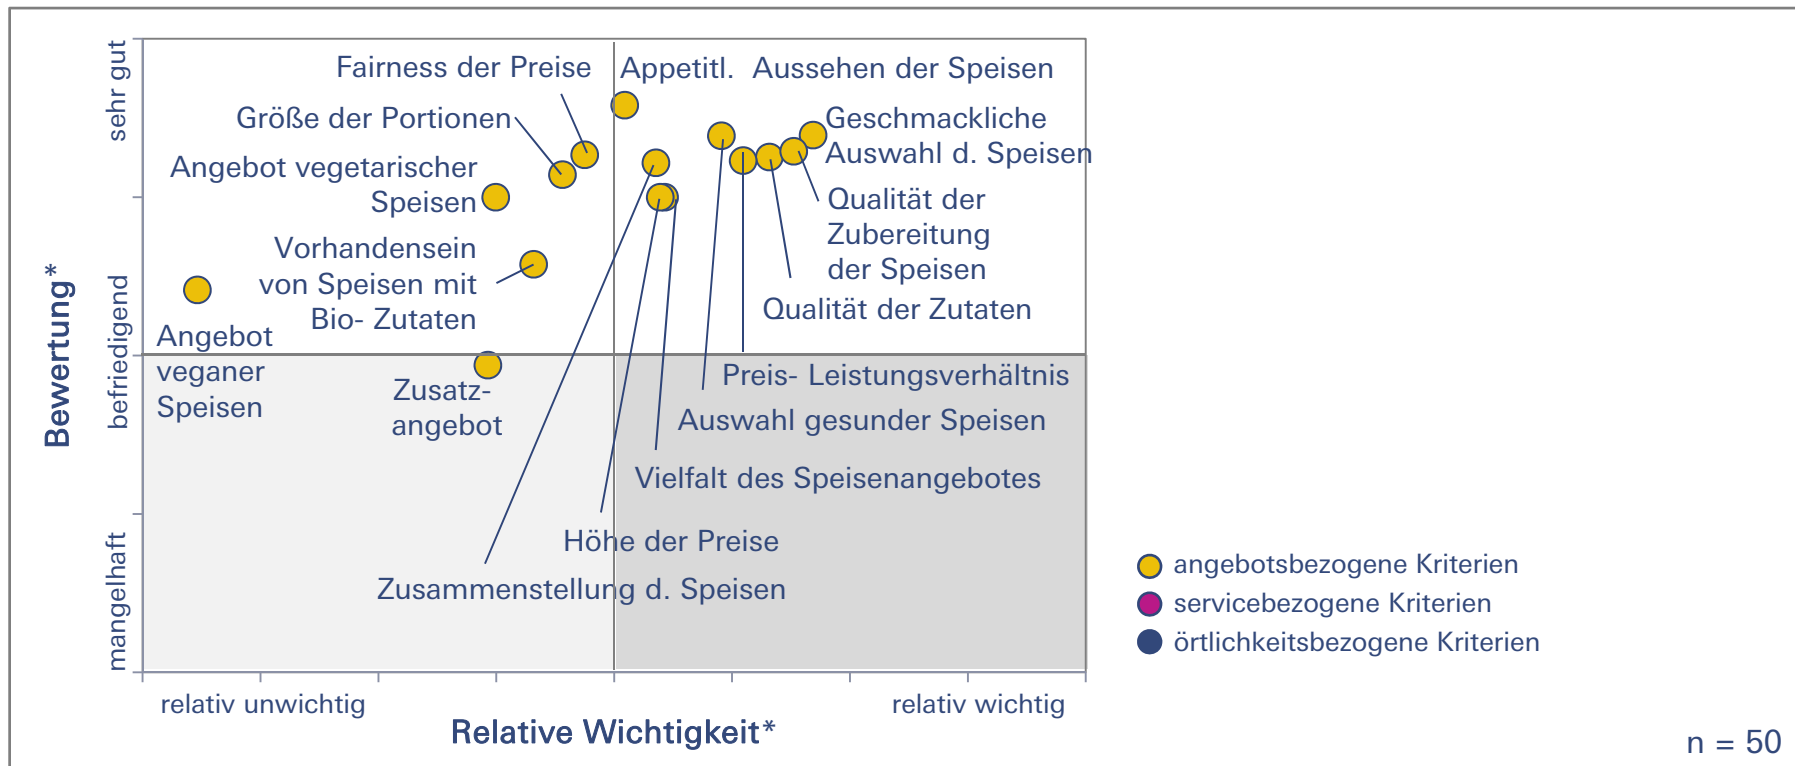 Fairness der Preise
Appetitl. Aussehen der Speisen
Größe der Portionen
Geschmackliche
Auswahl d. Speisen
Angebot vegetarischer
Speisen
Qualität der
Zubereitung
der Speisen
Vorhandensein
von Speisen mit
Bio- Zutaten
Qualität der Zutaten
Angebot
veganer
Speisen
Zusatz-
angebot
Preis- Leistungsverhältnis
Auswahl gesunder Speisen
Vielfalt des Speisenangebotes
Höhe der Preise
Zusammenstellung d. Speisen
Bewertung*
sehr gut
befriedigend
mangelhaft
relativ unwichtig
relativ wichtig
Relative Wichtigkeit*
angebotsbezogene Kriterien
servicebezogene Kriterien
örtlichkeitsbezogene Kriterien
n = 50